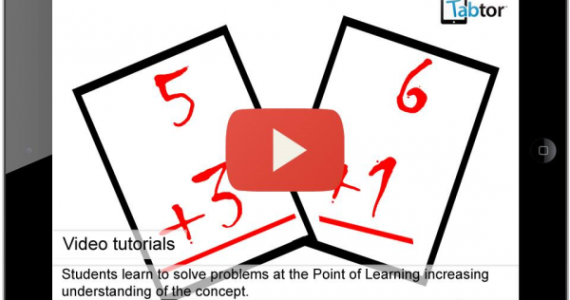 Tabtor
5
+3
6
+1
Video tutorials
Students learn to solve problems at the Point of Learning increasing
understanding of the concept.